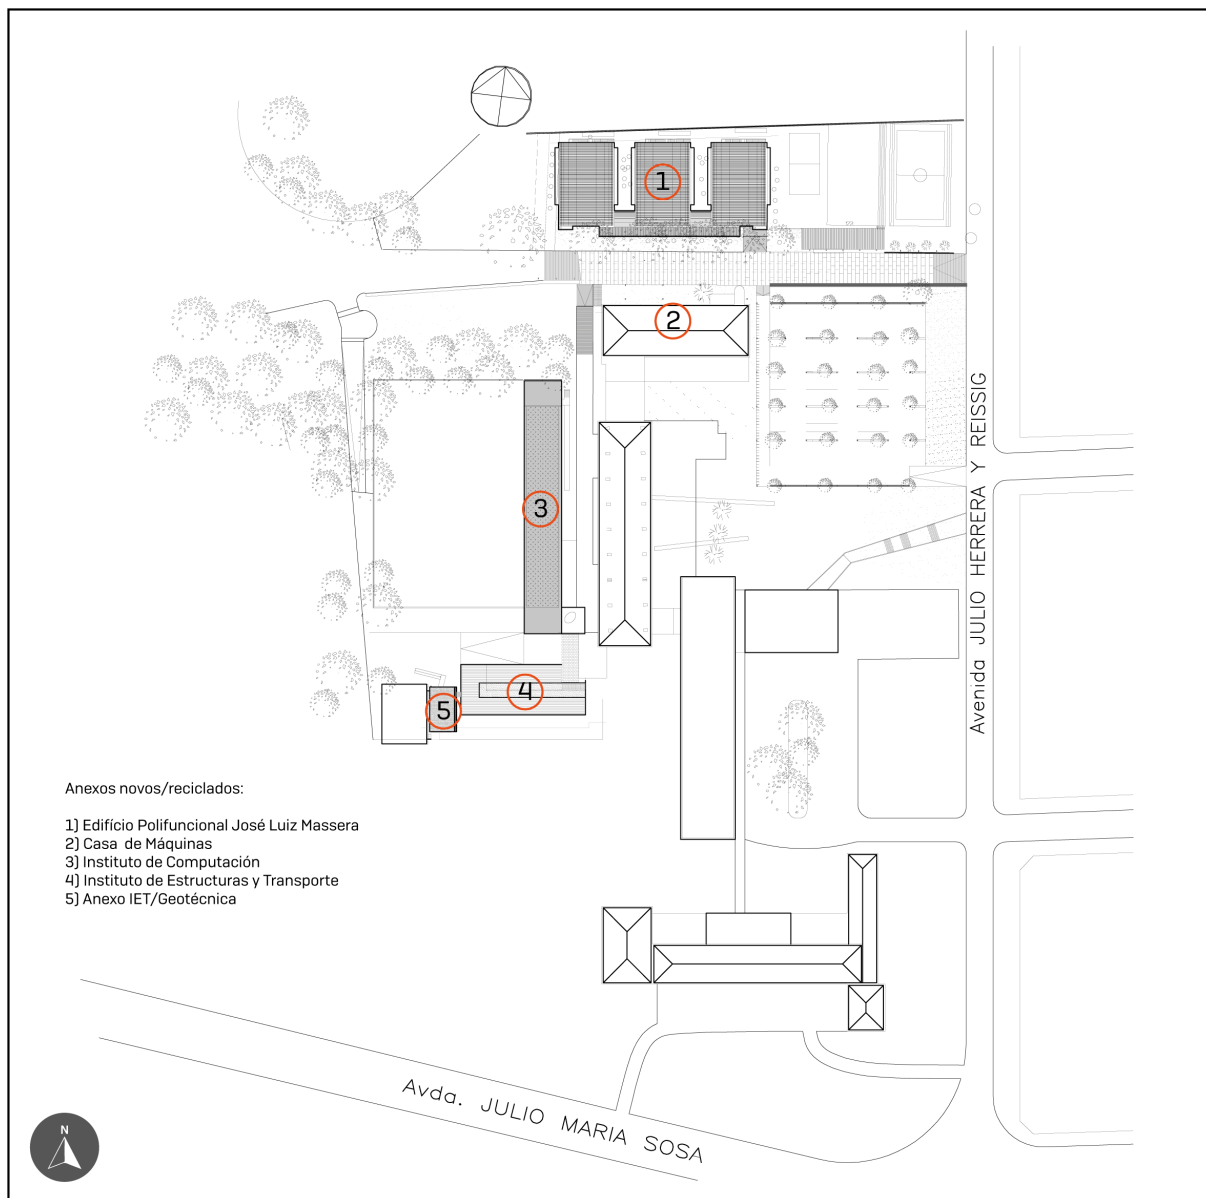 1
2
3
4
5
Avenida JULIO HERRERA Y REISSIG
Anexos novos/reciclados:
1) Edifício Polifuncional José Luiz Massera
2) Casa de Máquinas
3) Instituto de Computación
4) Instituto de Estructuras y Transporte
5) Anexo IET/Geotécnica
Avda. JULIO MARIA SOSA
N